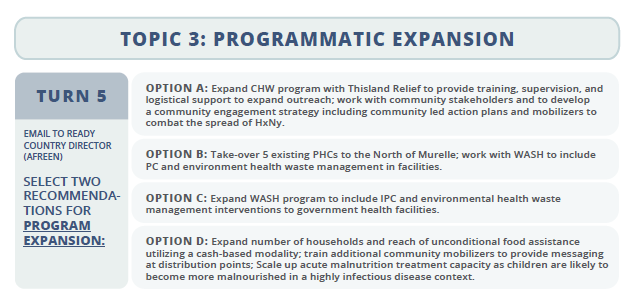 TOPIC 3: PROGRAMMATIC EXPANSION
TURN 5
EMAIL TO READY
COUNTRY DIRECTOR
(AFREEN)
SELECT TWO
RECOMMENDA-
TIONS FOR
PROGRAM
EXPANSION:
OPTION A: Expand CHW program with Thisland Relief to provide training, supervision, and
logistical support to expand outreach; work with community stakeholders and to develop
a community engagement strategy including community led action plans and mobilizers to
combat the spread of HxNy.
OPTION B: Take-over 5 existing PHCs to the North of Murelle; work with WASH to include
PC and environment health waste management in facilities.
OPTION C: Expand WASH program to include IPC and environmental health waste
management interventions to government health facilities.
OPTION D: Expand number of households and reach of unconditional food assistance
utilizing a cash-based modality; train additional community mobilizers to provide messaging
at distribution points; Scale up acute malnutrition treatment capacity as children are likely to
become more malnourished in a highly infectious disease context.